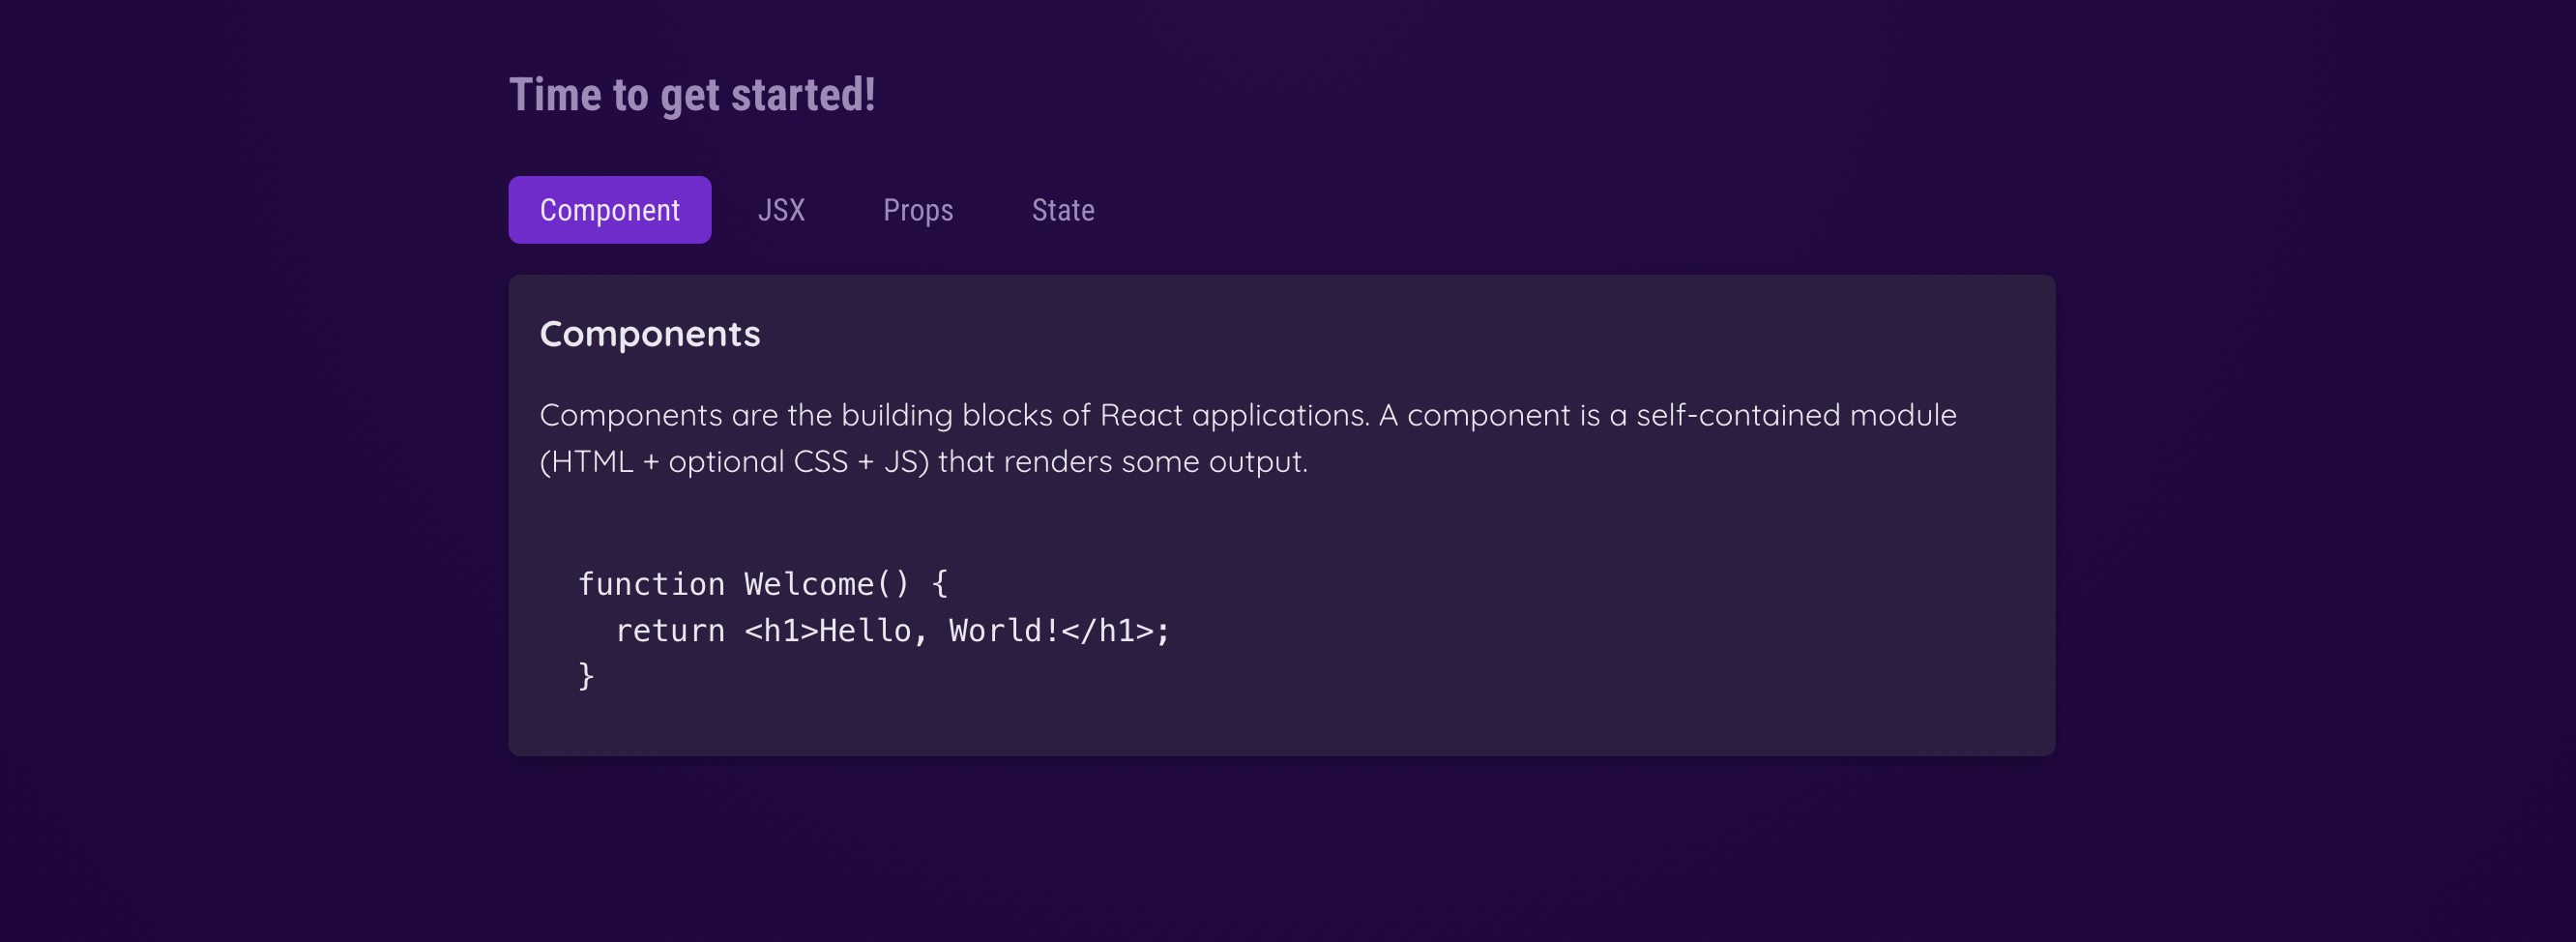 Time to get started!
Component JSX Props State
Components
Components are the building blocks of React applications. A component is a self-contained module
(HTML + optional CSS + JS) that renders some output.
function Welcome() {
  return <h1>Hello, World!</h1>;
}